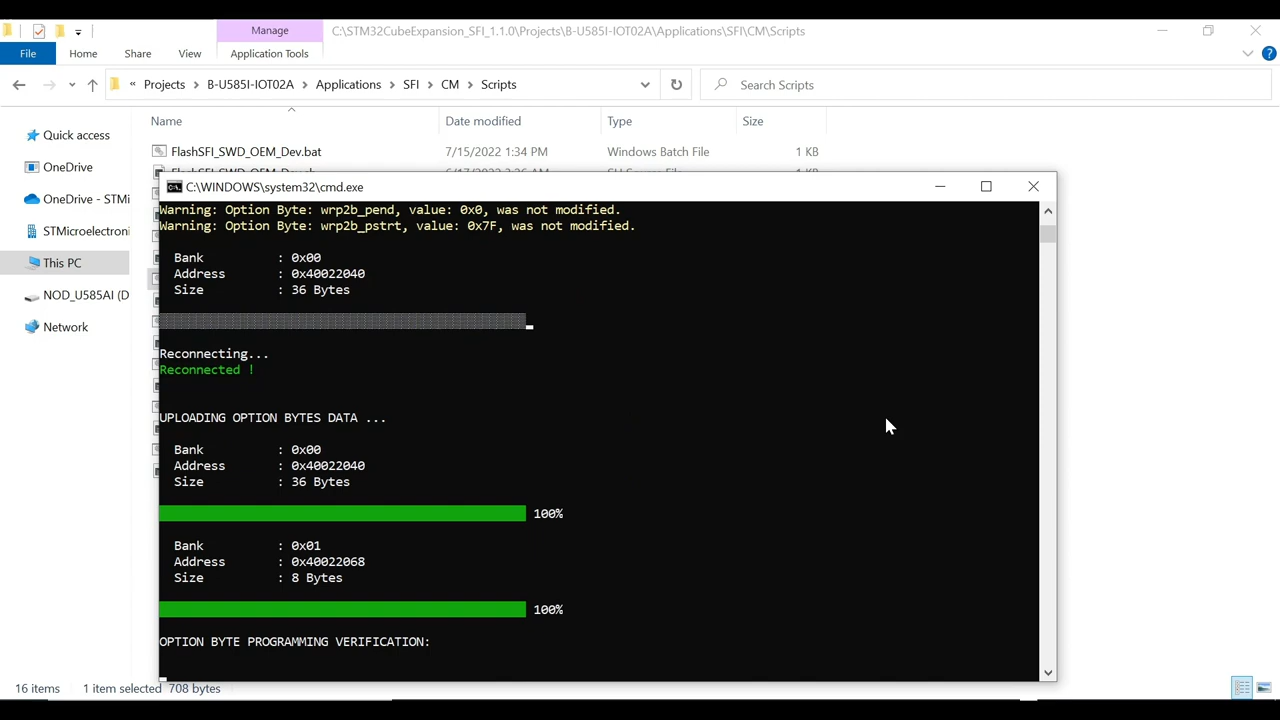 Manage
C:\STM32CubeExpansion_SFI_1.1.0\Projects\B-U585I-IOT02A\Applications\SFI\CM\Scripts
File Home Share View Application Tools
« Projects > B-U585I-IOT02A > Applications > SFI > CM > Scripts
Search Scripts
Name Date modified Type Size
Quick access
OneDrive
OneDrive - STMi
STMicroelectroni
This PC
NOD_U585AI (D
Network
FlashSFI_SWD_OEM_Dev.bat 7/15/2022 1:34 PM Windows Batch File 1 KB
C:\WINDOWS\system32\cmd.exe
Warning: Option Byte: wrp2b_pend, value: 0x0, was not modified.
Warning: Option Byte: wrp2b_pstrt, value: 0x7F, was not modified.
Bank : 0x00
Address : 0x40022040
Size : 36 Bytes
Reconnecting...
Reconnected !
UPLOADING OPTION BYTES DATA ...
Bank : 0x00
Address : 0x40022040
Size : 36 Bytes
100%
Bank : 0x01
Address : 0x40022068
Size : 8 Bytes
100%
OPTION BYTE PROGRAMMING VERIFICATION:
16 items 1 item selected 708 bytes